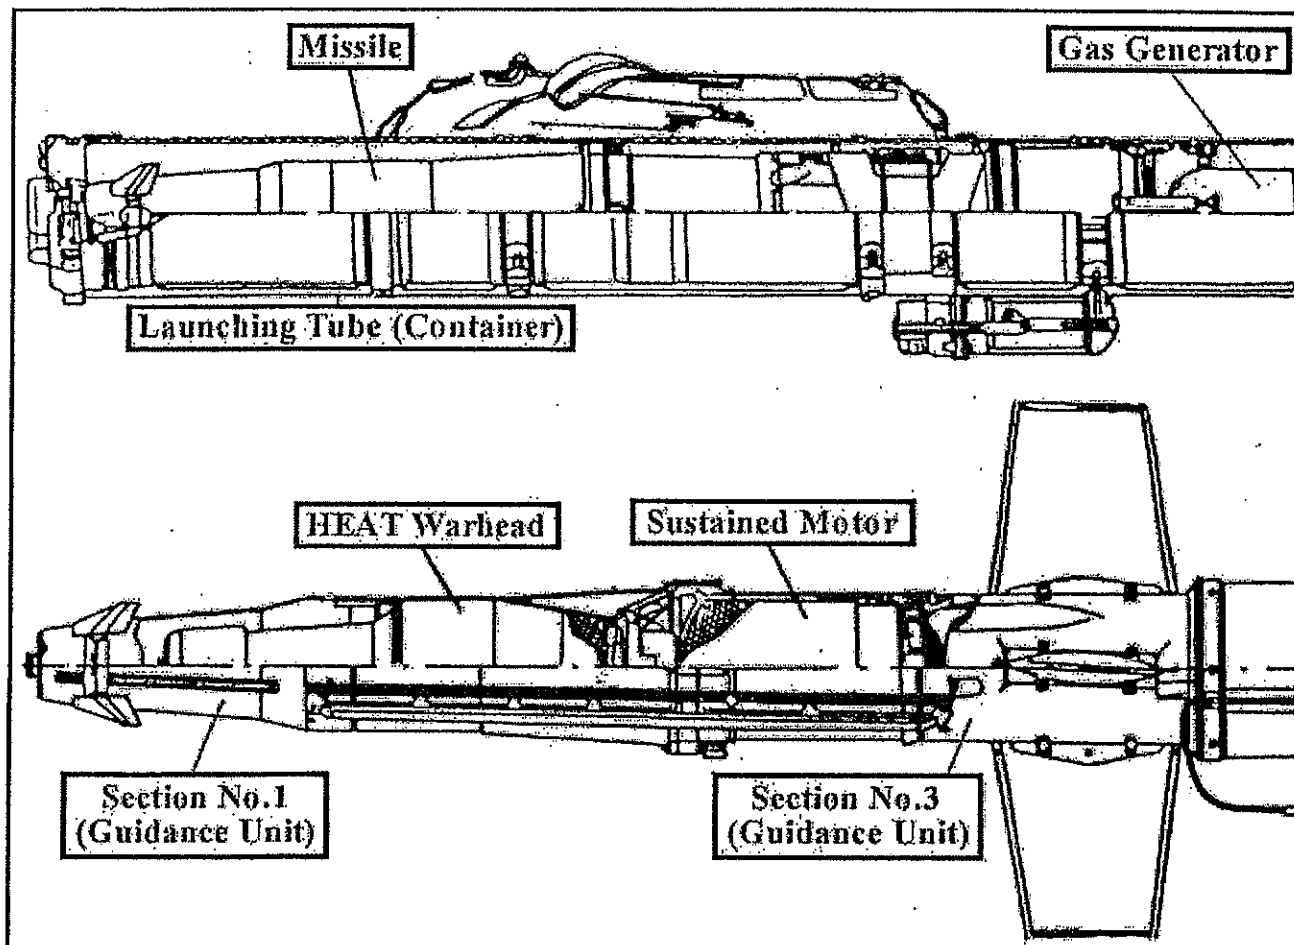 Missile
Gas Generator
Launching Tube (Container)
HEAT Warhead
Sustained Motor
Section No.1
(Guidance Unit)
Section No.3
(Guidance Unit)